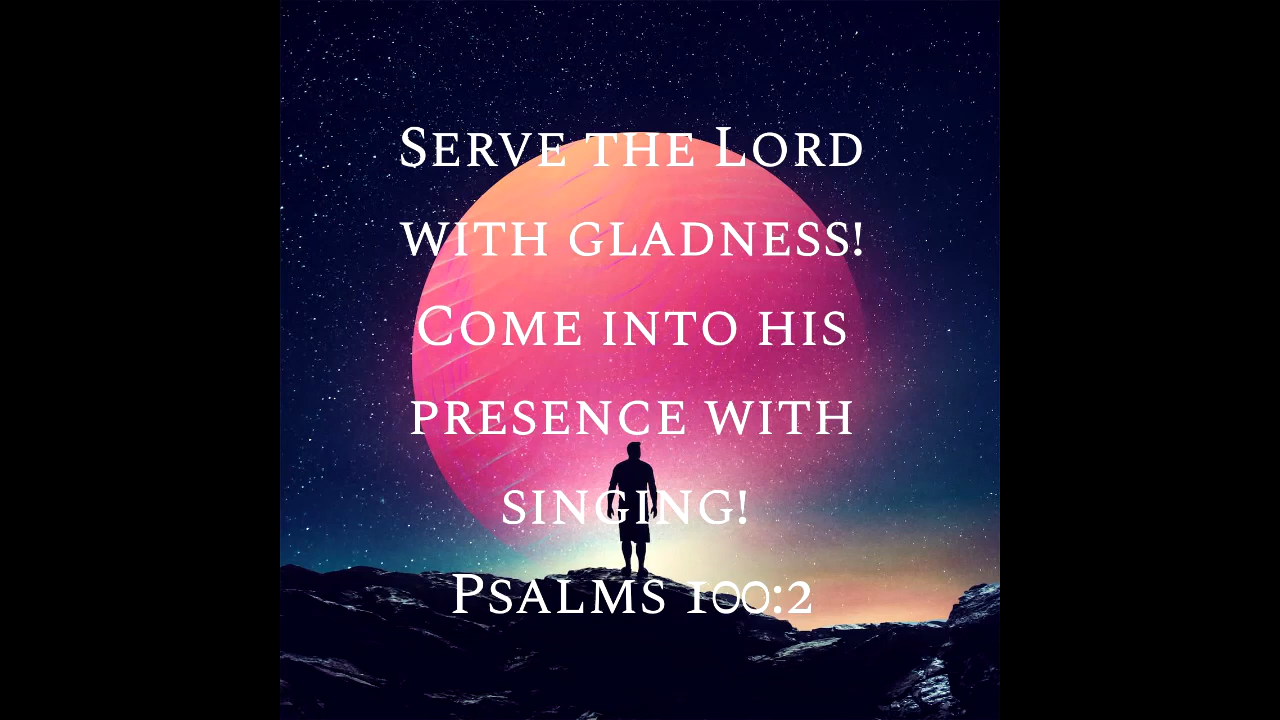 Serve the Lord
with gladness!
Come into his
presence with
singing!
Psalms 100:2